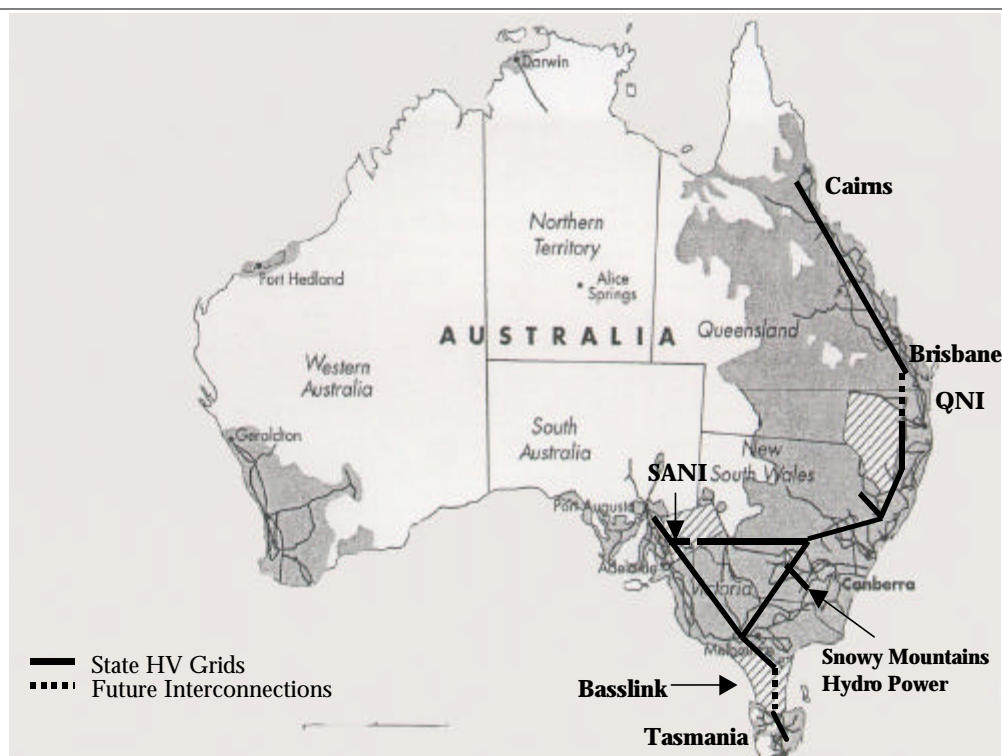 Darwin
Cairns
Northern
Territory
Port Hedland
Alice
Springs
AUSTRALIA
Queensland
Brisbane
Western
Australia
QNI
Geraldton
South
Australia
New
South Wales
SANI
Port Augusta
Adelaide
Victoria
Canberra
Melbourne
State HV Grids
Future Interconnections
Snowy Mountains
Hydro Power
Basslink
Tasmania